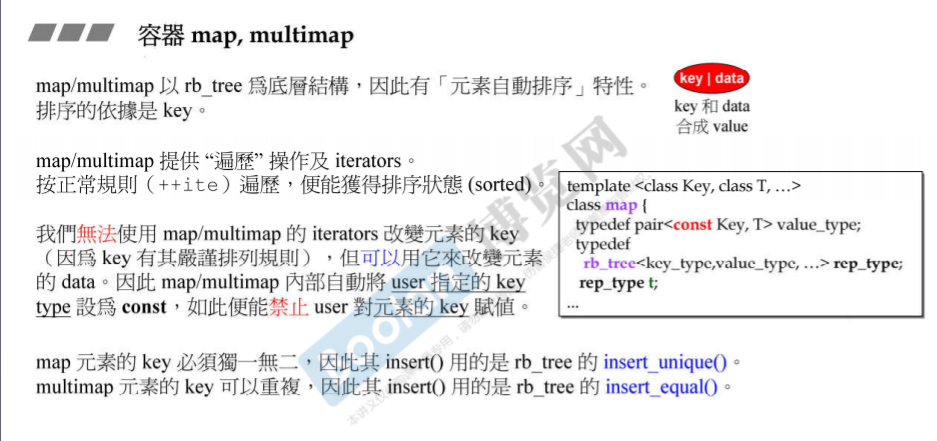 容器 map, multimap
map/multimap 以 rb_tree 爲底層結構，因此有「元素自動排序」特性。
排序的依據是 key。
key | data
key 和 data
合成 value
map/multimap 提供 “遍歷” 操作及 iterators。
按正常規則（++ite）遍歷，便能獲得排序狀態 (sorted)。
我們無法使用 map/multimap 的 iterators 改變元素的 key
（因爲 key 有其嚴謹排列規則），但可以用它來改變元素
的 data。因此 map/multimap 內部自動將 user 指定的 key
type 設爲 const，如此便能禁止 user 對元素的 key 賦值。
template <class Key, class T, …>
class map {
typedef pair<const Key, T> value_type;
typedef
rb_tree<key_type,value_type, …> rep_type;
rep_type t;
...
map 元素的 key 必須獨一無二，因此其 insert() 用的是 rb_tree 的 insert_unique()。
multimap 元素的 key 可以重複，因此其 insert() 用的是 rb_tree 的 insert_equal()。
Boolan
博览网